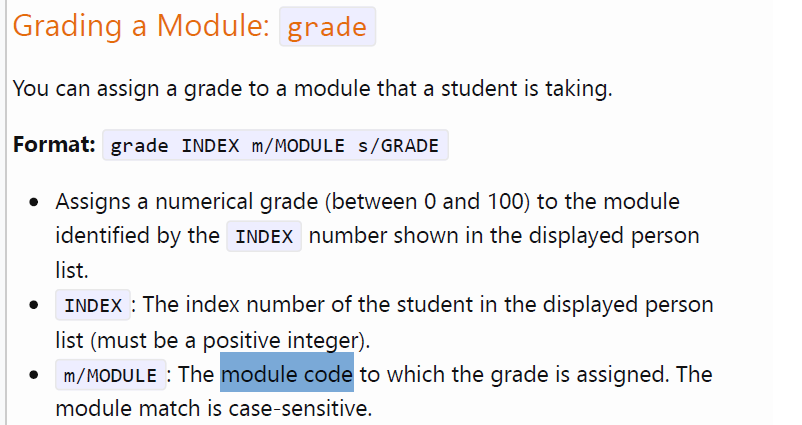 Grading a Module: grade
You can assign a grade to a module that a student is taking.
Format: grade INDEX m/MODULE s/GRADE
• Assigns a numerical grade (between 0 and 100) to the module
identified by the INDEX number shown in the displayed person
list.
• INDEX: The index number of the student in the displayed person
list (must be a positive integer).
• m/MODULE: The module code to which the grade is assigned. The
module match is case-sensitive.